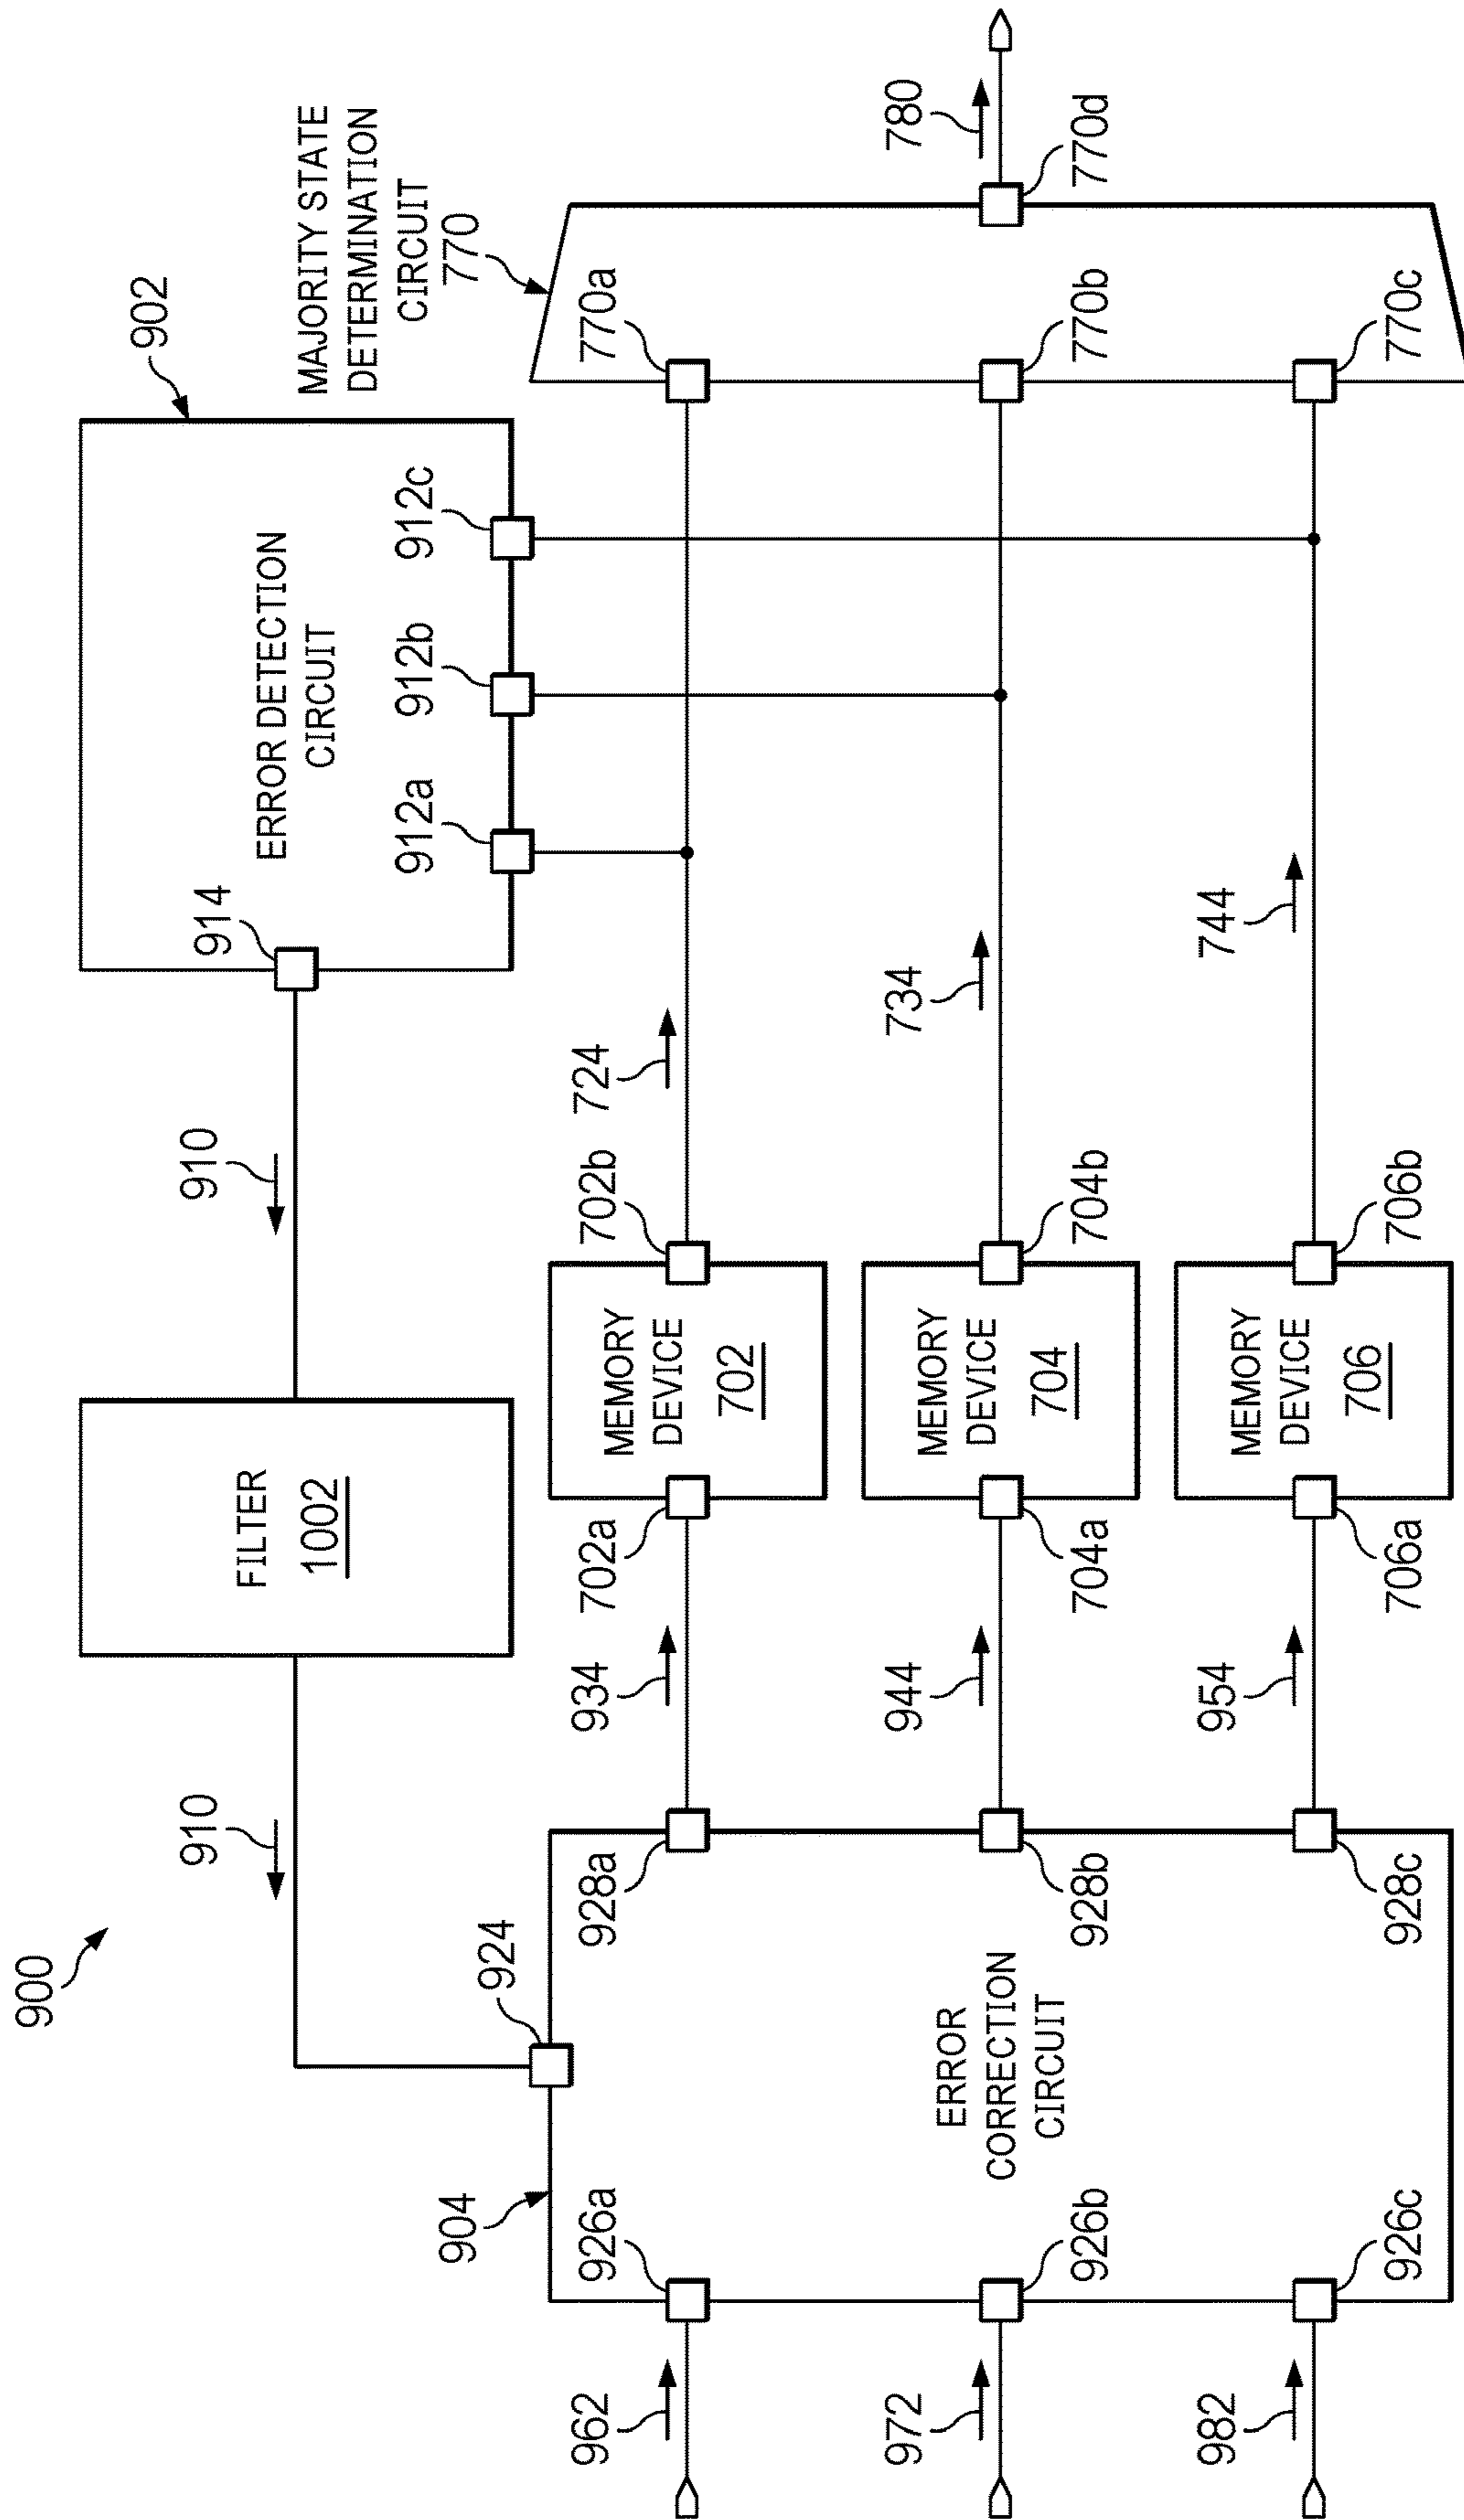 900
910
FILTER
1002
910
914
902
ERROR DETECTION
CIRCUIT
912a
912b
912c
MAJORITY STATE
DETERMINATION
CIRCUIT
770
904
924
962
926a
928a
934
702a
MEMORY
DEVICE
702
702b
724
770a
972
926b
ERROR
CORRECTION
CIRCUIT
928b
944
704a
MEMORY
DEVICE
704
704b
734
770b
780
770d
982
926c
928c
954
706a
MEMORY
DEVICE
706
706b
744
770c